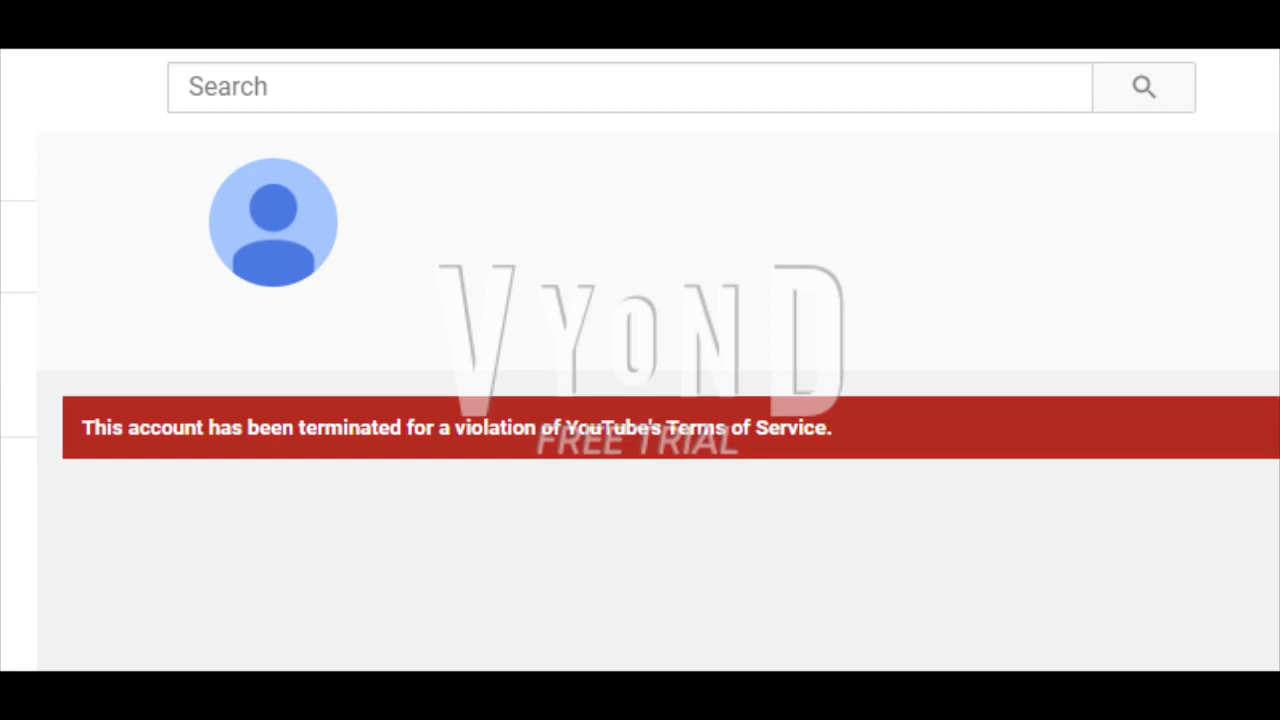 Search
VYOND
This account has been terminated for a violation of YouTube's Terms of Service.
FREE TRIAL